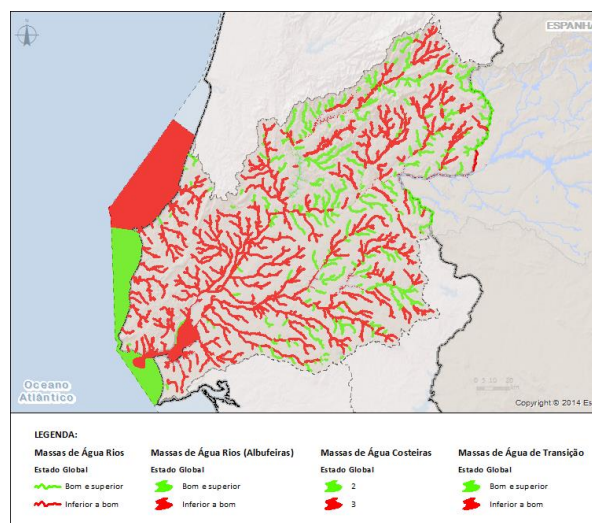 ESPANHA
Oceano
Atlântico
Copyright © 2014 Es
LEGENDA:
Massas de Água Rios Massas de Água Rios (Albufeiras) Massas de Água Costeiras Massas de Água de Transição
Estado Global Estado Global Estado Global Estado Global
Bom e superior Bom e superior 2 Bom e superior
Inferior a bom Inferior a bom 3 Inferior a bom